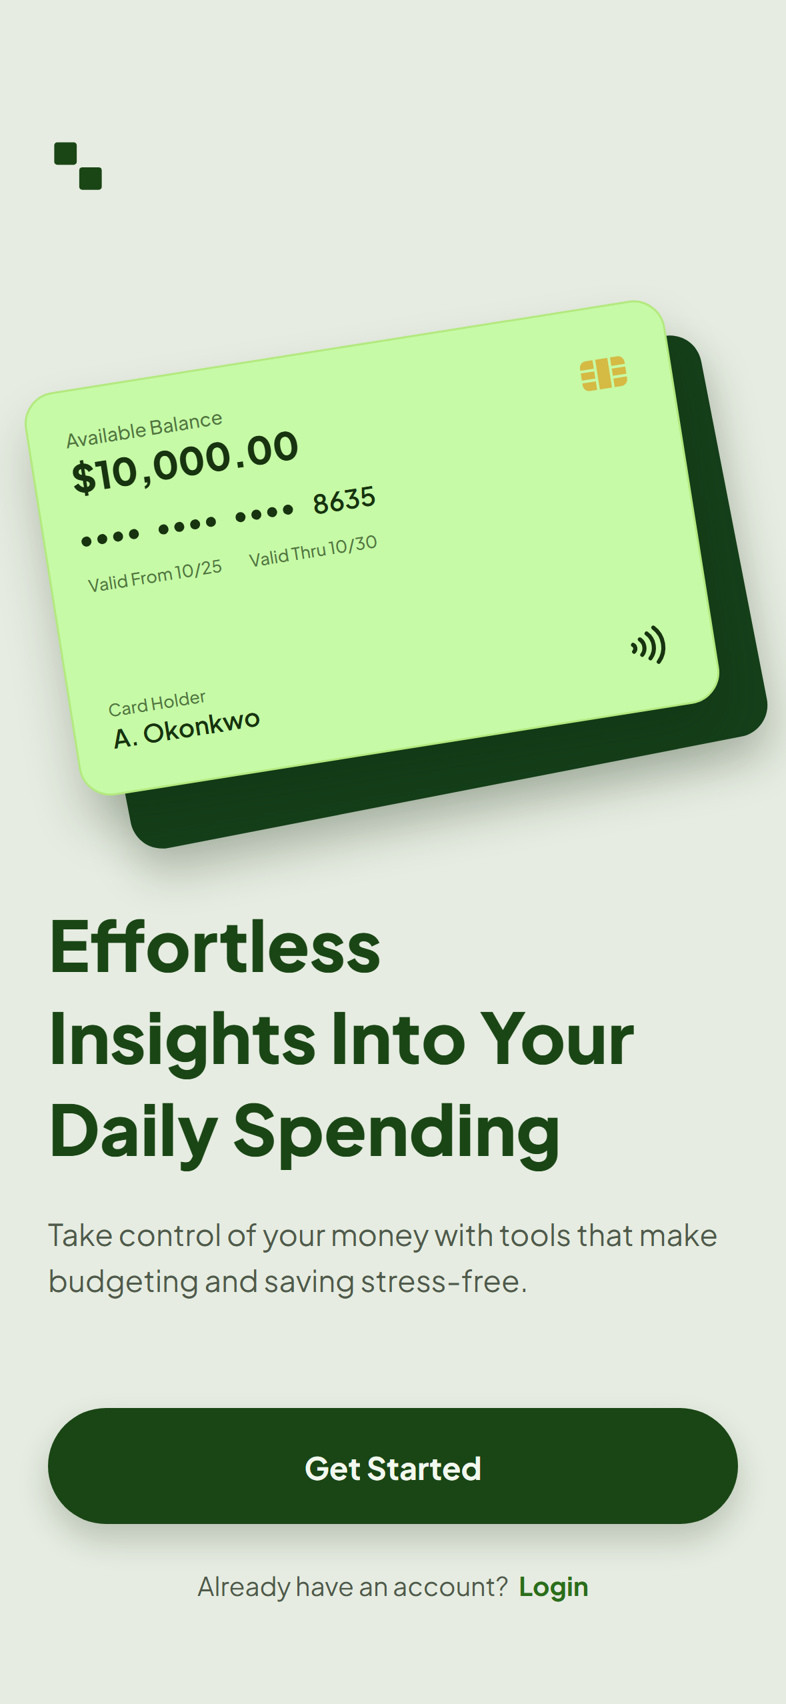 Available Balance
$10,000.00
•••• •••• •••• 8635
Valid From 10/25 Valid Thru 10/30
Card Holder
A. Okonkwo
Effortless
Insights Into Your
Daily Spending
Take control of your money with tools that make
budgeting and saving stress-free.
Get Started
Already have an account? Login